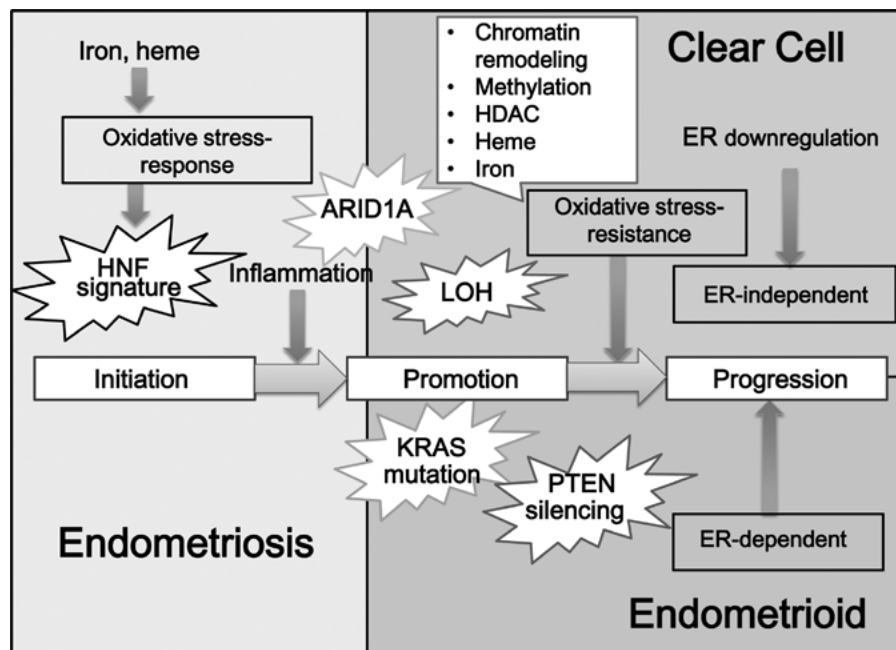 Iron, heme
Oxidative stress-
response
HNF
signature
Inflammation
ARID1A
• Chromatin
remodeling
• Methylation
• HDAC
• Heme
• Iron
Clear Cell
ER downregulation
Oxidative stress-
resistance
LOH
ER-independent
Initiation
Promotion
Progression
KRAS
mutation
PTEN
silencing
Endometriosis
ER-dependent
Endometrioid